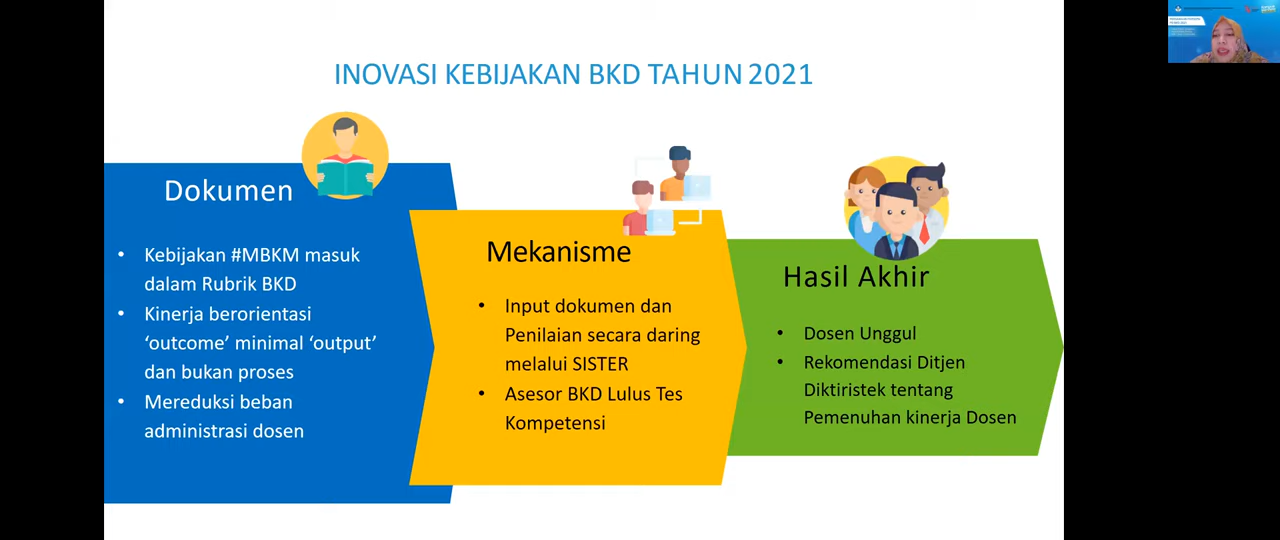 INOVASI KEBIJAKAN BKD TAHUN 2021
Dokumen
• Kebijakan #MBKM masuk
dalam Rubrik BKD
• Kinerja berorientasi
‘outcome’ minimal ‘output’
dan bukan proses
• Mereduksi beban
administrasi dosen
Mekanisme
• Input dokumen dan
Penilaian secara daring
melalui SISTER
• Asesor BKD Lulus Tes
Kompetensi
Hasil Akhir
• Dosen Unggul
• Rekomendasi Ditjen
Diktiristek tentang
Pemenuhan kinerja Dosen